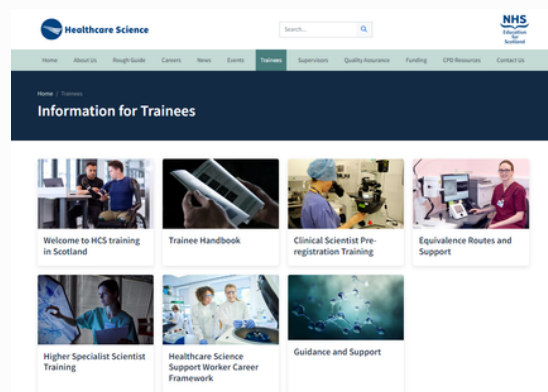 Healthcare Science
Search...
NHS
Education
for
Scotland
Home About Us Rough Guide Careers News Events Trainees Supervisors Quality Assurance Funding CPD Resources Contact Us
Home / Trainees
Information for Trainees
Welcome to HCS training
in Scotland
Trainee Handbook
Clinical Scientist Pre-
registration Training
Equivalence Routes and
Support
Higher Specialist Scientist
Training
Healthcare Science
Support Worker Career
Framework
Guidance and Support